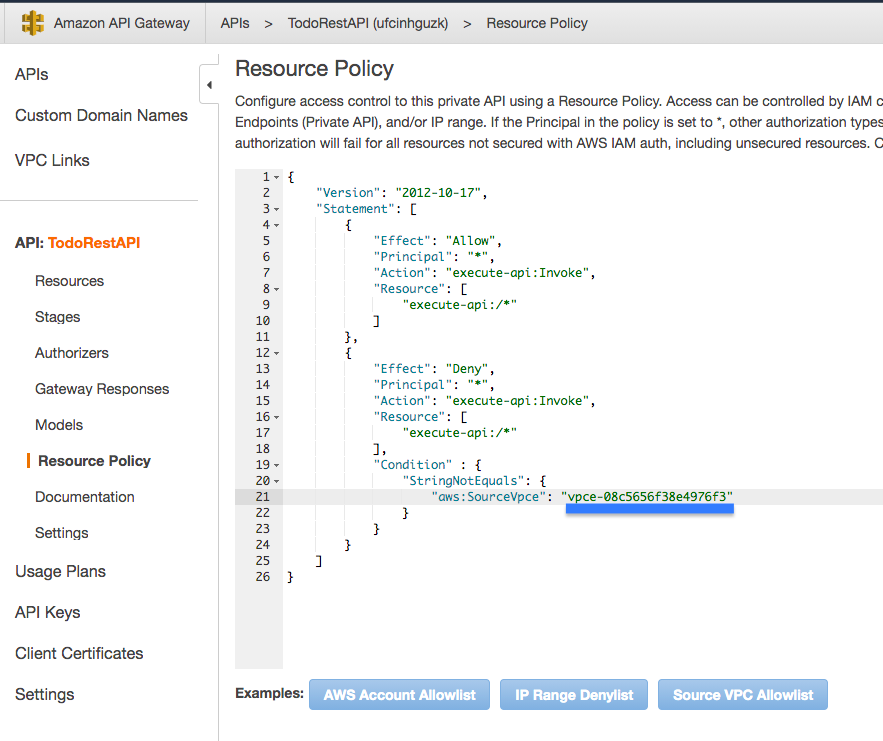 Amazon API Gateway
APIs > TodoRestAPI (ufcinhguzk) > Resource Policy
APIs
Custom Domain Names
VPC Links
API: TodoRestAPI
Resources
Stages
Authorizers
Gateway Responses
Models
Resource Policy
Documentation
Settings
Usage Plans
API Keys
Client Certificates
Settings
Resource Policy
Configure access control to this private API using a Resource Policy. Access can be controlled by IAM c
Endpoints (Private API), and/or IP range. If the Principal in the policy is set to *, other authorization types
authorization will fail for all resources not secured with AWS IAM auth, including unsecured resources. C
1 {
2 "Version": "2012-10-17",
3 "Statement": [
4 {
5 "Effect": "Allow",
6 "Principal": "*",
7 "Action": "execute-api:Invoke",
8 "Resource": [
9 "execute-api:/*"
10 ]
11 },
12 {
13 "Effect": "Deny",
14 "Principal": "*",
15 "Action": "execute-api:Invoke",
16 "Resource": [
17 "execute-api:/*"
18 ],
19 "Condition" : {
20 "StringNotEquals": {
21 "aws:SourceVpce": "vpce-08c5656f38e4976f3"
22 }
23 }
24 }
25 ]
26 }
Examples: AWS Account Allowlist IP Range Denylist Source VPC Allowlist